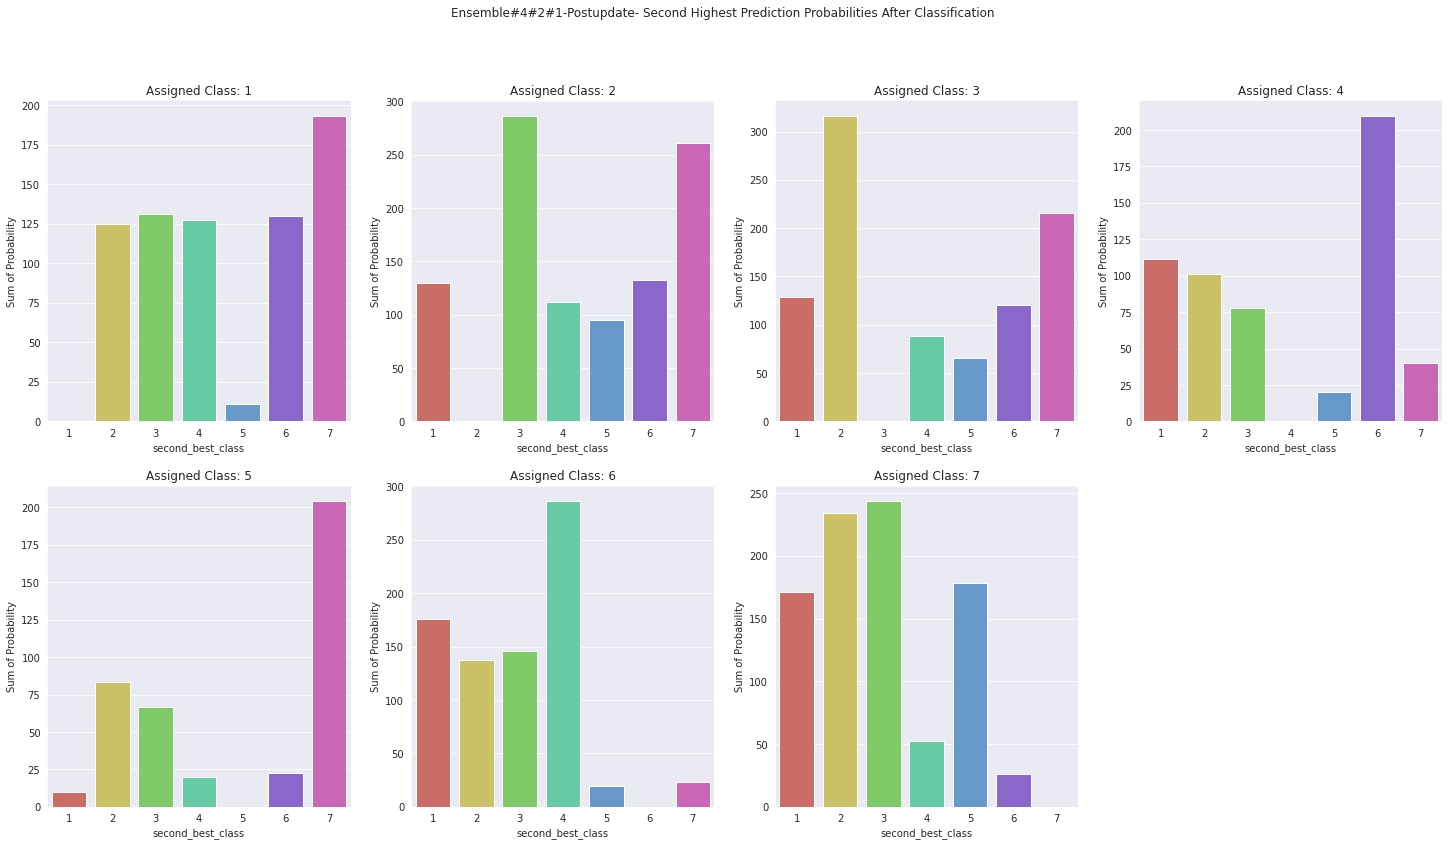 Ensemble#4#2#1-Postupdate- Second Highest Prediction Probabilities After Classification
Assigned Class: 1
200
175
150
125
100
75
50
25
0
Sum of Probability
1 2 3 4 5 6 7
second_best_class
Assigned Class: 2
300
250
200
150
100
50
0
Sum of Probability
1 2 3 4 5 6 7
second_best_class
Assigned Class: 3
300
250
200
150
100
50
0
Sum of Probability
1 2 3 4 5 6 7
second_best_class
Assigned Class: 4
200
175
150
125
100
75
50
25
0
Sum of Probability
1 2 3 4 5 6 7
second_best_class
Assigned Class: 5
200
175
150
125
100
75
50
25
0
Sum of Probability
1 2 3 4 5 6 7
second_best_class
Assigned Class: 6
300
250
200
150
100
50
0
Sum of Probability
1 2 3 4 5 6 7
second_best_class
Assigned Class: 7
250
200
150
100
50
0
Sum of Probability
1 2 3 4 5 6 7
second_best_class